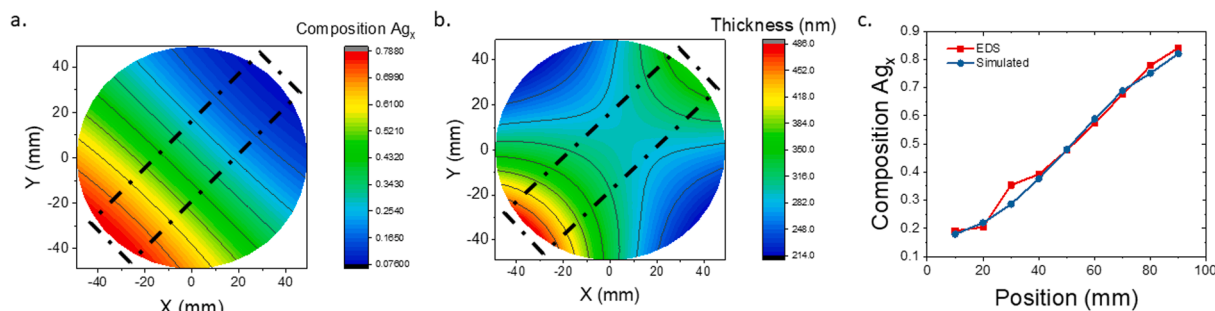 a.
Composition Agx
0.7880
0.6990
0.6100
0.5210
0.4320
0.3430
0.2540
0.1650
0.07600
Y (mm)
40
20
0
-20
-40
-40 -20 0 20 40
X (mm)
b.
Thickness (nm)
486.0
452.0
418.0
384.0
350.0
316.0
282.0
248.0
214.0
Y (mm)
40
20
0
-20
-40
-40 -20 0 20 40
X (mm)
c.
EDS
Simulated
Composition Agx
0.9
0.8
0.7
0.6
0.5
0.4
0.3
0.2
0.1
0 20 40 60 80 100
Position (mm)